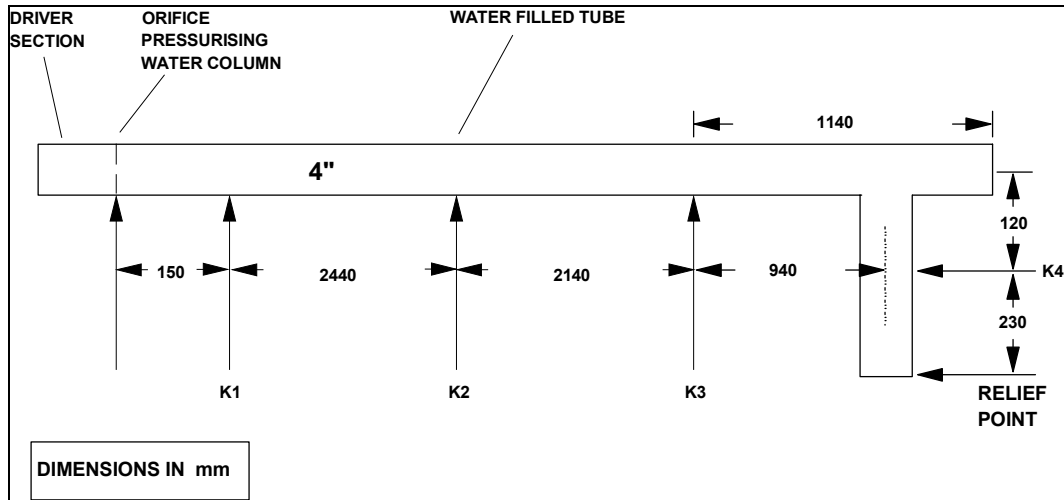 DRIVER
SECTION
ORIFICE
PRESSURISING
WATER COLUMN
WATER FILLED TUBE
1140
4"
120
150
2440
2140
940
K4
230
K1
K2
K3
RELIEF
POINT
DIMENSIONS IN mm